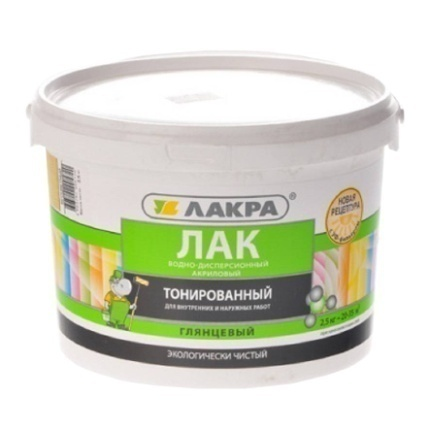 ЛАКРА®
НОВАЯ
РЕЦЕПТУРА
ЛАК
ВОДНО-ДИСПЕРСИОННЫЙ
АКРИЛОВЫЙ
ТОНИРОВАННЫЙ
ДЛЯ ВНУТРЕННИХ И НАРУЖНЫХ РАБОТ
ГЛЯНЦЕВЫЙ
ЭКОЛОГИЧЕСКИ ЧИСТЫЙ